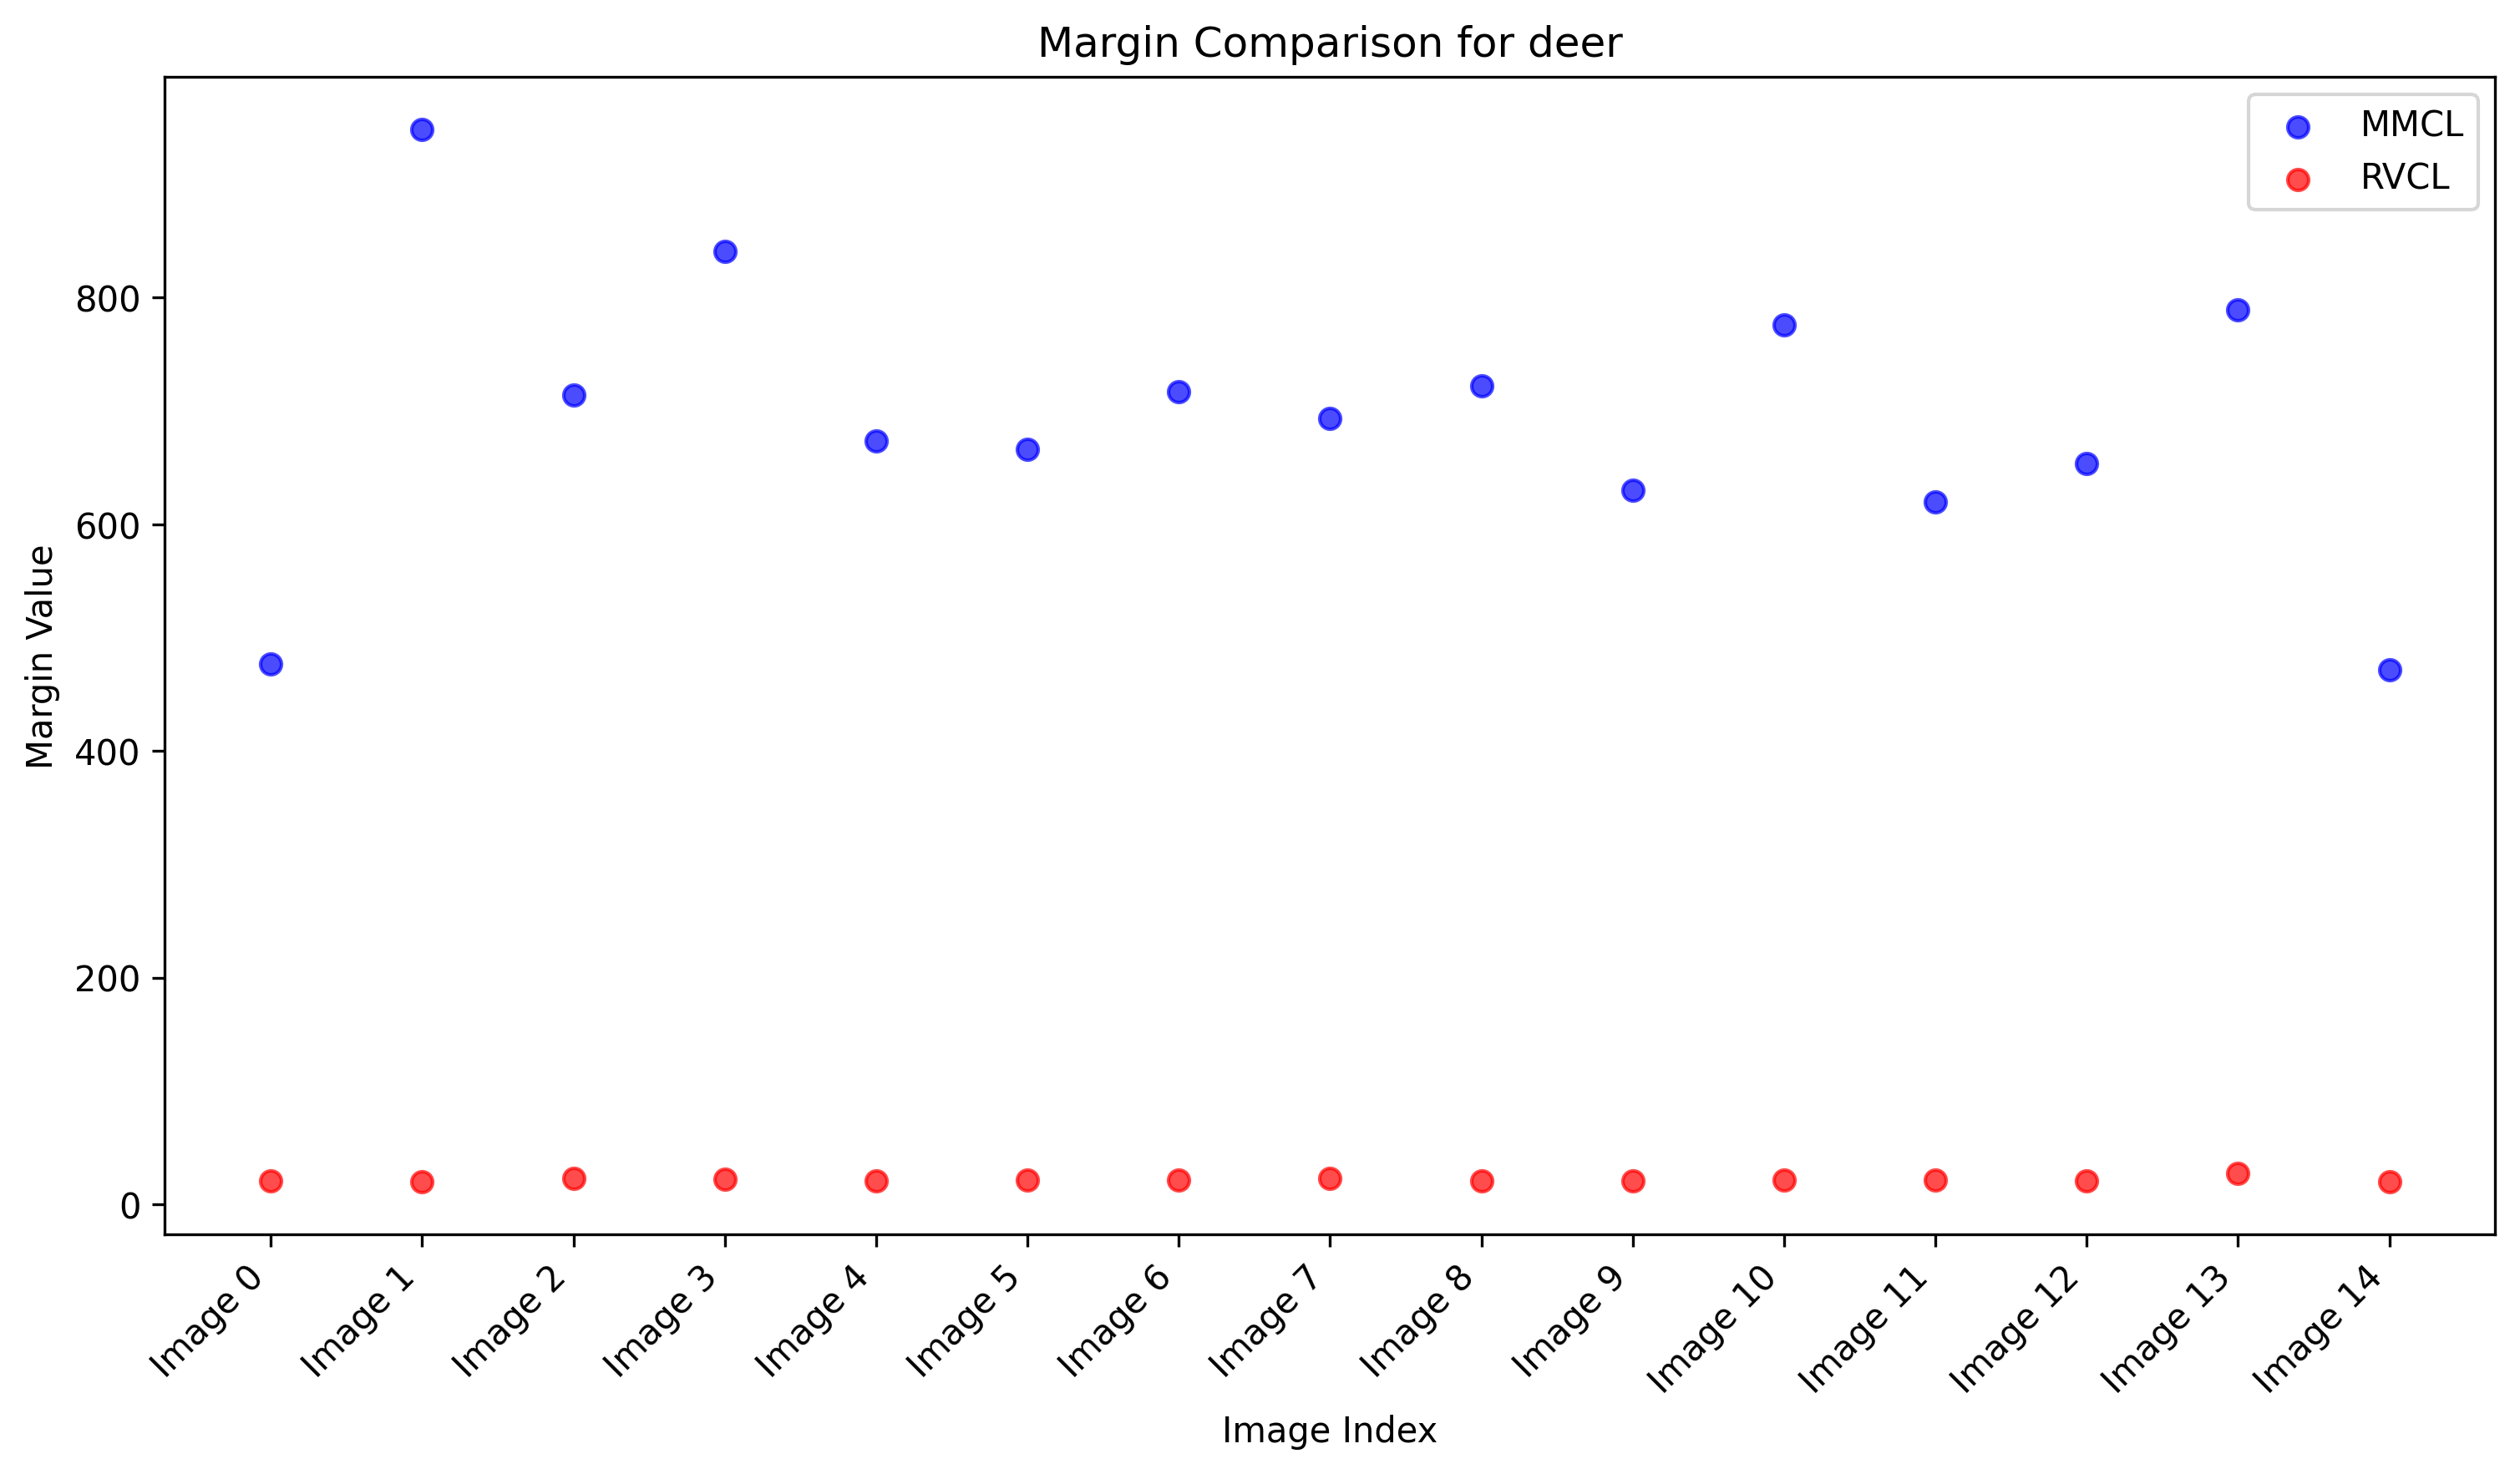 Margin Comparison for deer
MMCL
RVCL
Margin Value
800
600
400
200
0
Image 0
Image 1
Image 2
Image 3
Image 4
Image 5
Image 6
Image 7
Image 8
Image 9
Image 10
Image 11
Image 12
Image 13
Image 14
Image Index